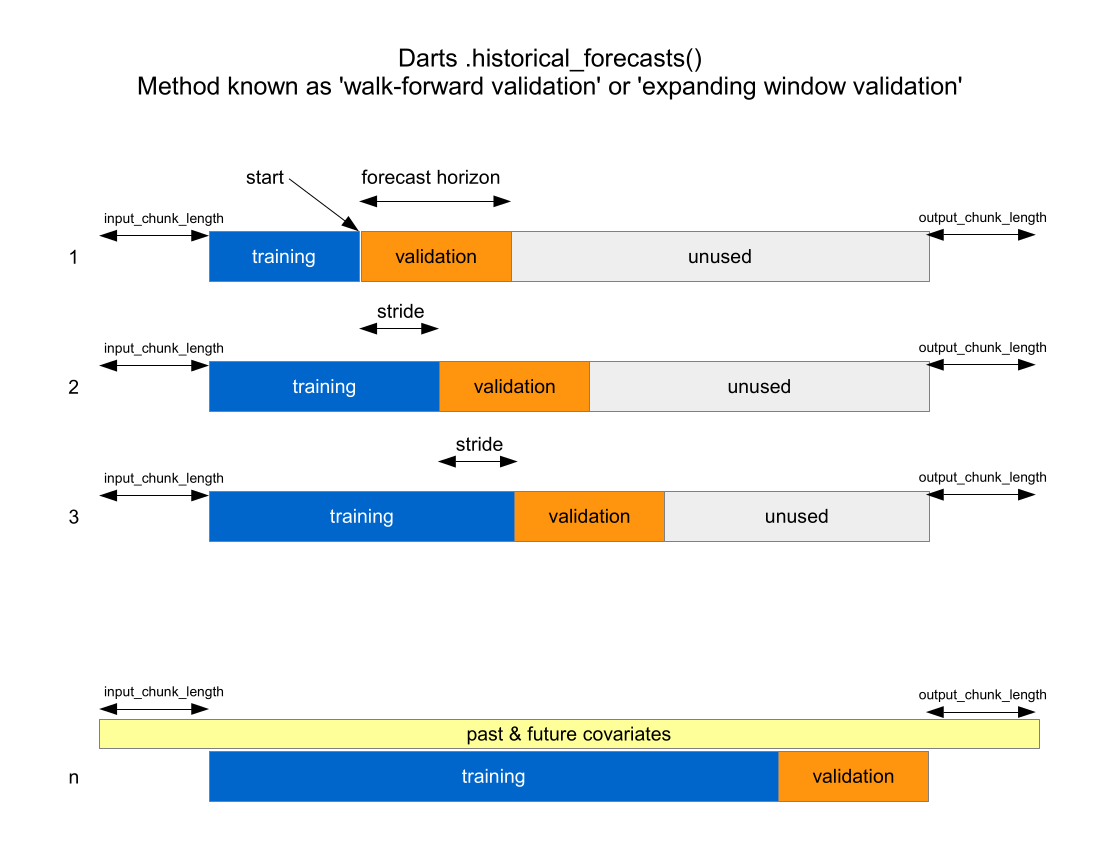 Darts .historical_forecasts()
Method known as 'walk-forward validation' or 'expanding window validation'
start
forecast horizon
input_chunk_length
output_chunk_length
1
training
validation
unused
stride
input_chunk_length
output_chunk_length
2
training
validation
unused
stride
input_chunk_length
output_chunk_length
3
training
validation
unused
input_chunk_length
output_chunk_length
past & future covariates
n
training
validation